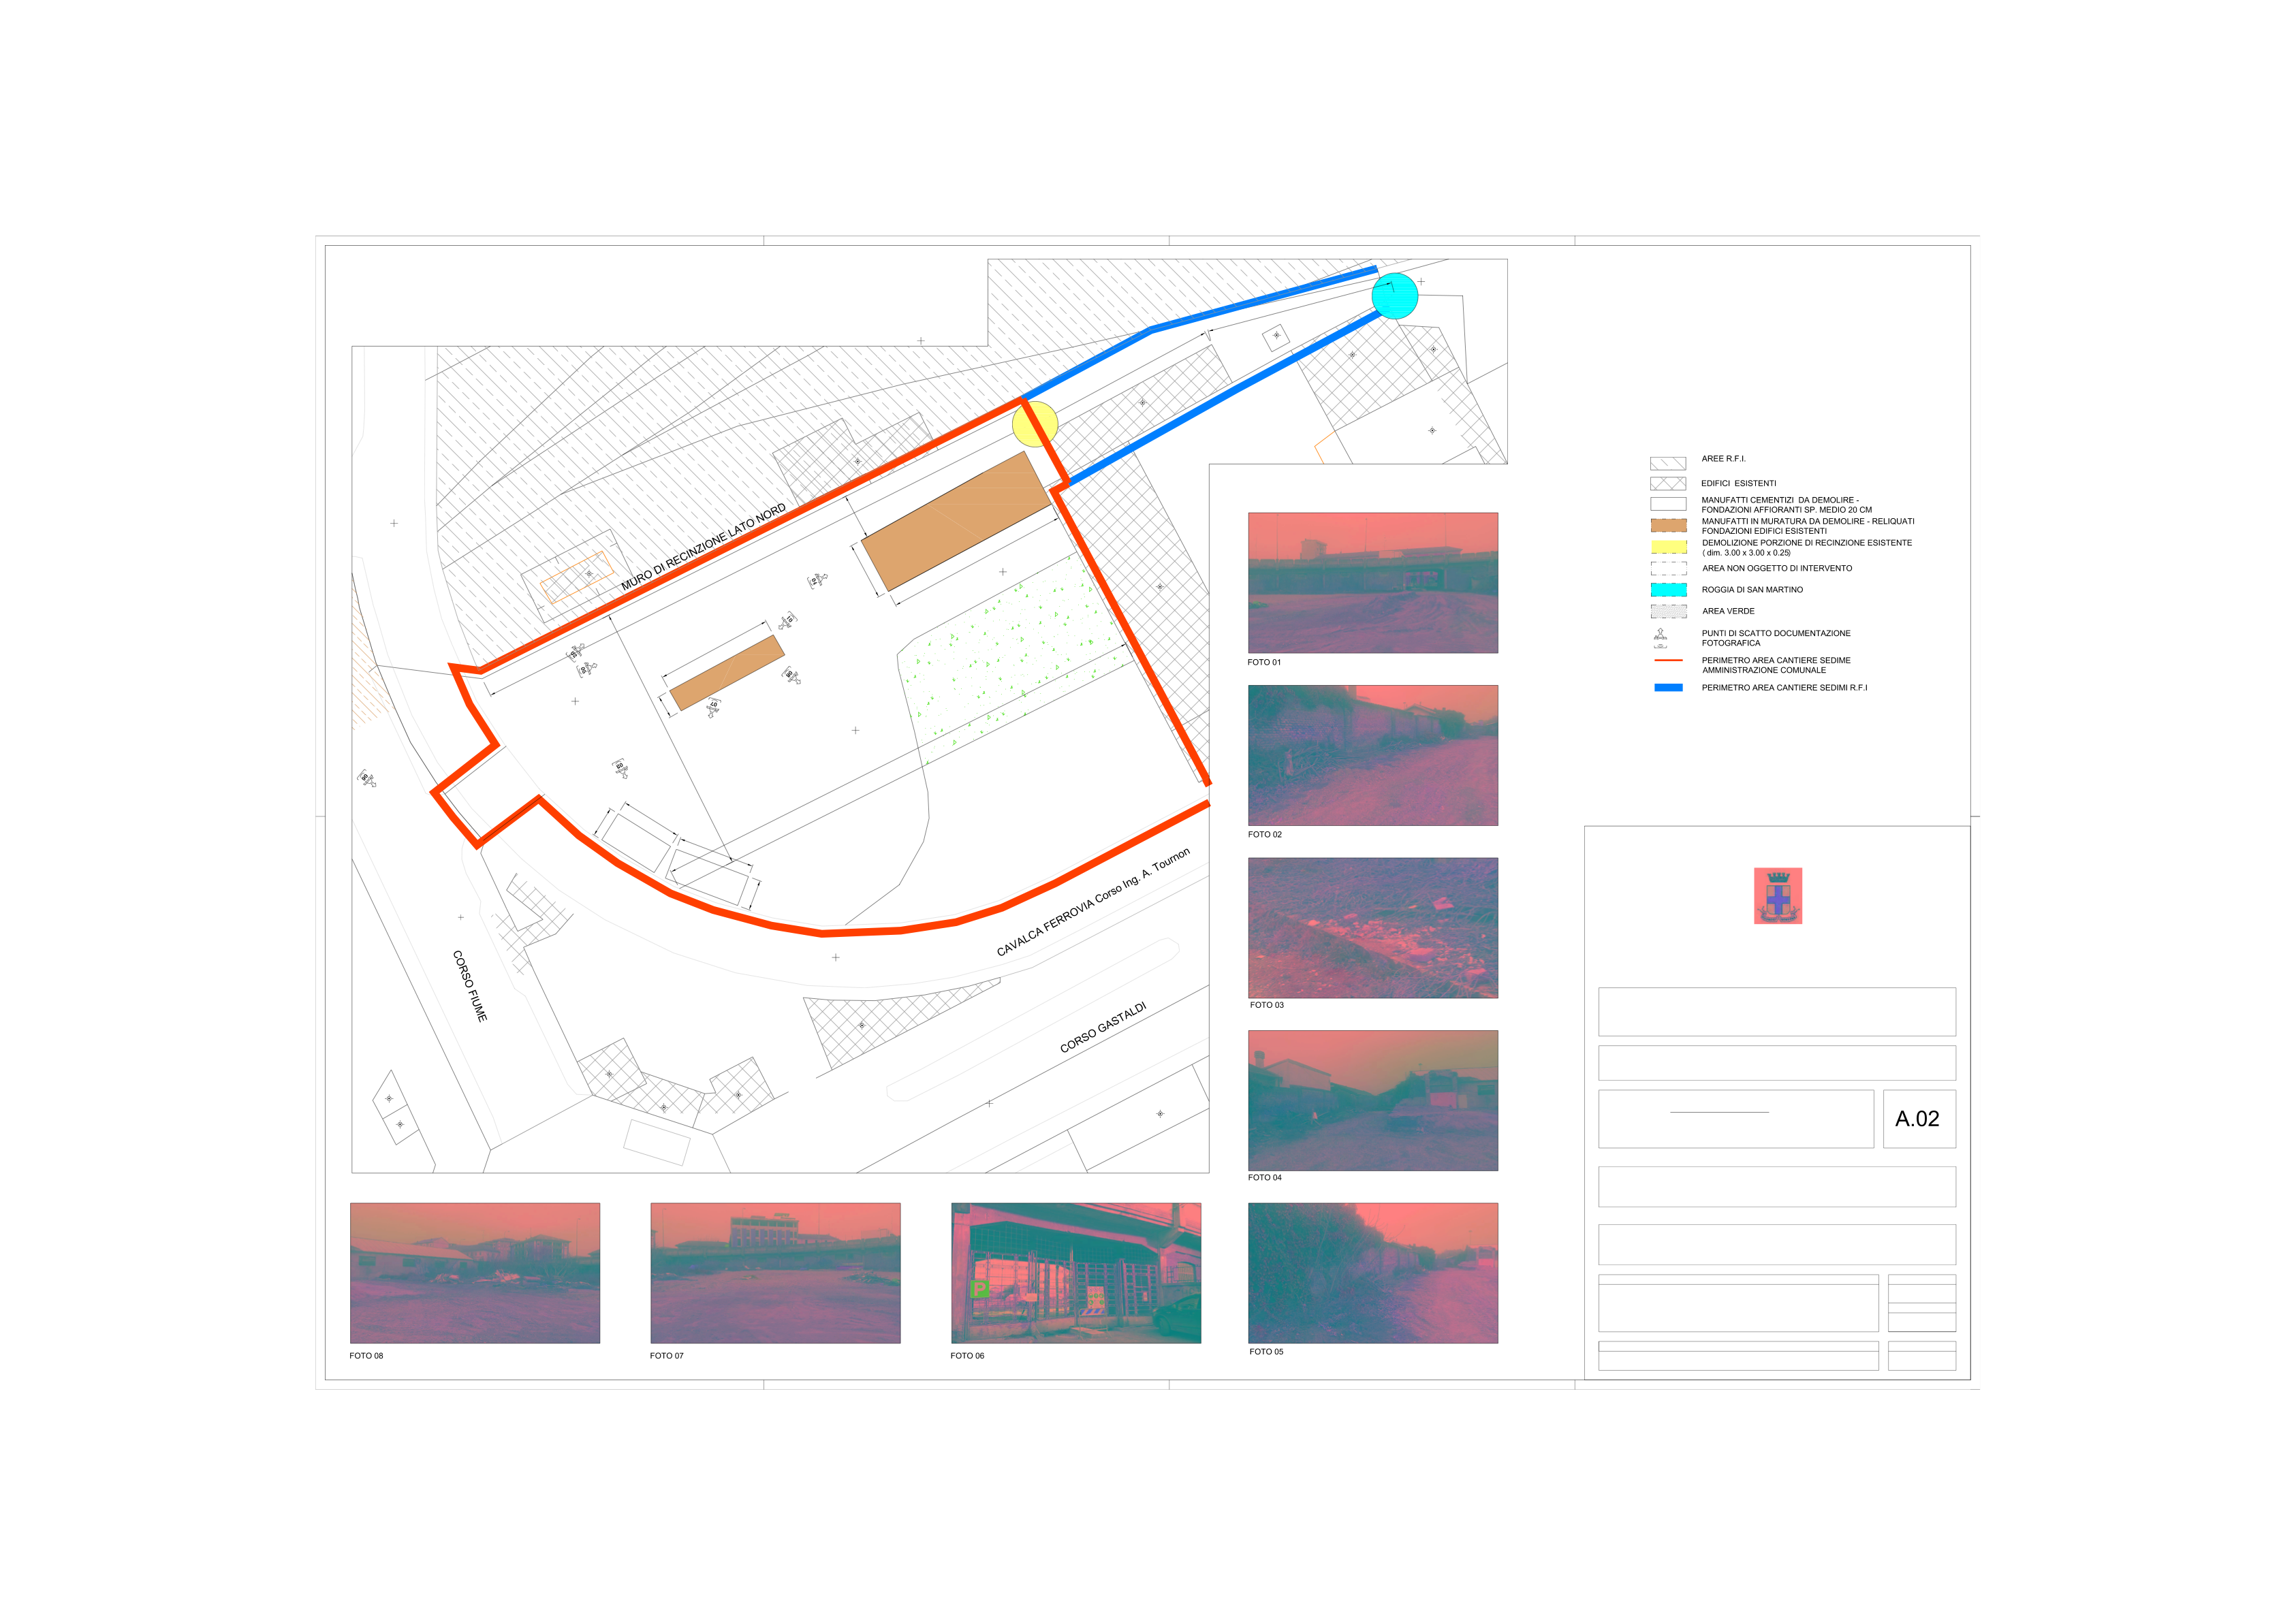 MURO DI RECINZIONE LATO NORD
CAVALCA FERROVIA Corso Ing. A. Tournon
CORSO FIUME
CORSO GASTALDI
AREE R.F.I.
EDIFICI ESISTENTI
MANUFATTI CEMENTIZI DA DEMOLIRE -
FONDAZIONI AFFIORANTI SP. MEDIO 20 CM
MANUFATTI IN MURATURA DA DEMOLIRE - RELIQUATI
FONDAZIONI EDIFICI ESISTENTI
DEMOLIZIONE PORZIONE DI RECINZIONE ESISTENTE
( dim. 3.00 x 3.00 x 0.25)
AREA NON OGGETTO DI INTERVENTO
ROGGIA DI SAN MARTINO
AREA VERDE
PUNTI DI SCATTO DOCUMENTAZIONE
FOTOGRAFICA
PERIMETRO AREA CANTIERE SEDIME
AMMINISTRAZIONE COMUNALE
PERIMETRO AREA CANTIERE SEDIMI R.F.I
FOTO 01
FOTO 02
FOTO 03
FOTO 04
FOTO 05
FOTO 08
FOTO 07
FOTO 06
P
A.02